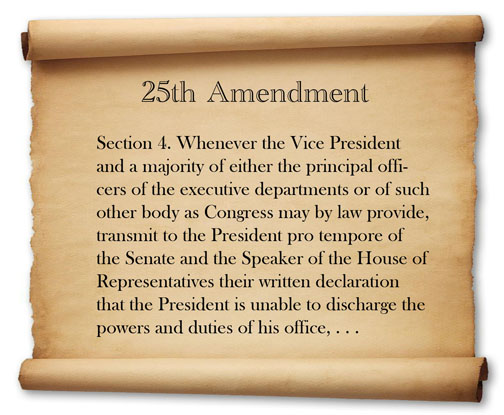 25th Amendment
Section 4. Whenever the Vice President
and a majority of either the principal offi-
cers of the executive departments or of such
other body as Congress may by law provide,
transmit to the President pro tempore of
the Senate and the Speaker of the House of
Representatives their written declaration
that the President is unable to discharge the
powers and duties of his office, . . .